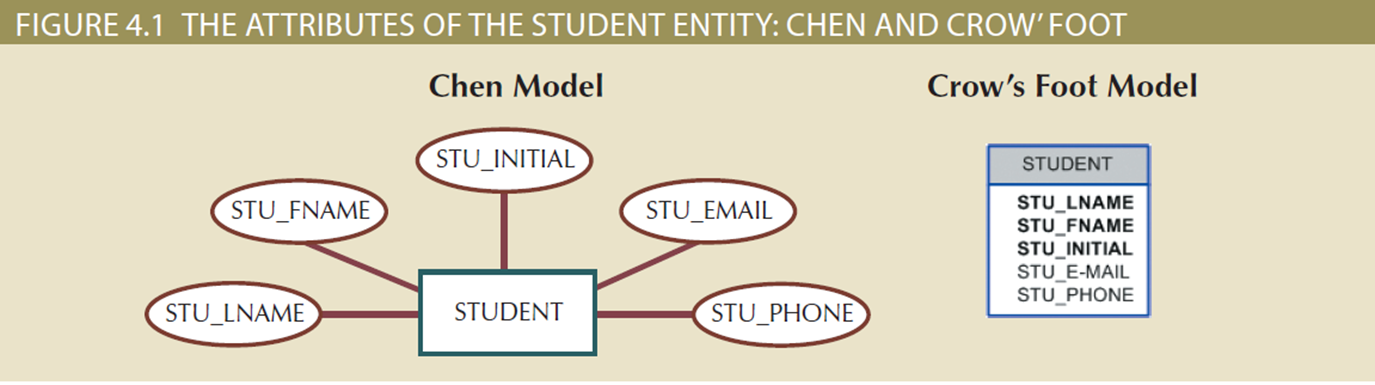 FIGURE 4.1 THE ATTRIBUTES OF THE STUDENT ENTITY: CHEN AND CROW’ FOOT
Chen Model
STU_INITIAL
STU_FNAME
STU_EMAIL
STU_LNAME
STUDENT
STU_PHONE
Crow’s Foot Model
STUDENT
STU_LNAME
STU_FNAME
STU_INITIAL
STU_E-MAIL
STU_PHONE